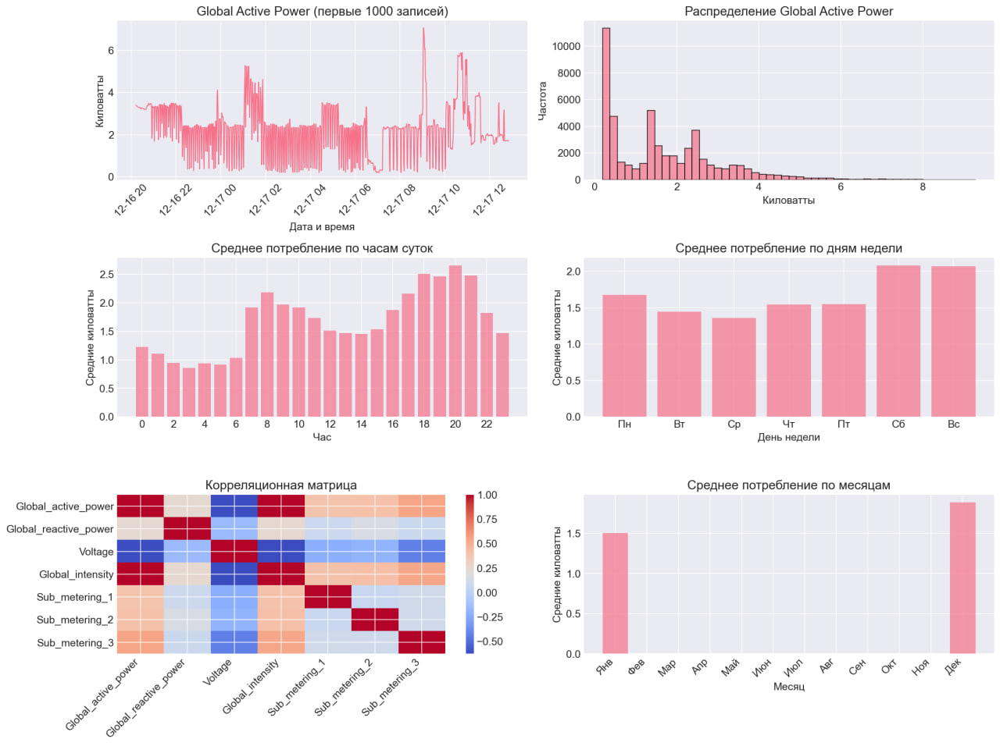 Global Active Power (первые 1000 записей)
Киловатты
6
4
2
0
12-16 20
12-16 22
12-17 00
12-17 02
12-17 04
12-17 06
12-17 08
12-17 10
12-17 12
Дата и время
Распределение Global Active Power
Частота
10000
8000
6000
4000
2000
0
0 2 4 6 8
Киловатты
Среднее потребление по часам суток
Средние киловатты
2.5
2.0
1.5
1.0
0.5
0.0
0 2 4 6 8 10 12 14 16 18 20 22
Час
Среднее потребление по дням недели
Средние киловатты
2.0
1.5
1.0
0.5
0.0
Пн Вт Ср Чт Пт Сб Вс
День недели
Корреляционная матрица
Global_active_power
Global_reactive_power
Voltage
Global_intensity
Sub_metering_1
Sub_metering_2
Sub_metering_3
Global_active_power
Global_reactive_power
Voltage
Global_intensity
Sub_metering_1
Sub_metering_2
Sub_metering_3
1.00
0.75
0.50
0.25
0.00
−0.25
−0.50
Среднее потребление по месяцам
Средние киловатты
1.5
1.0
0.5
0.0
Янв
Фев
Мар
Апр
Май
Июн
Июл
Авг
Сен
Окт
Ноя
Дек
Месяц